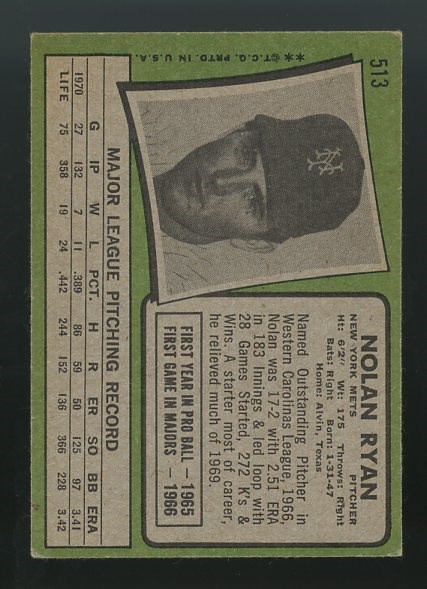 513
NOLAN RYAN
NEW YORK METS PITCHER
Ht: 6'2" Wt: 175 Throws: Right
Bats: Right Born: 1-31-47
Home: Alvin, Texas
Named Outstanding Pitcher in
Western Carolinas League, 1966,
Nolan was 17-2 with 2.51 ERA
in 183 Innings & led loop with
28 Games Started, 272 K's &
Wins. A starter most of career,
he relieved much of 1969.
FIRST YEAR IN PRO BALL — 1965
FIRST GAME IN MAJORS — 1966
NY
**©T.C.G. PRTD. IN U.S.A.
MAJOR LEAGUE PITCHING RECORD
G IP W L PCT. H R ER SO BB ERA
1970 27 132 7 11 .389 86 59 50 125 97 3.41
LIFE 75 358 19 24 .442 244 152 136 366 228 3.42